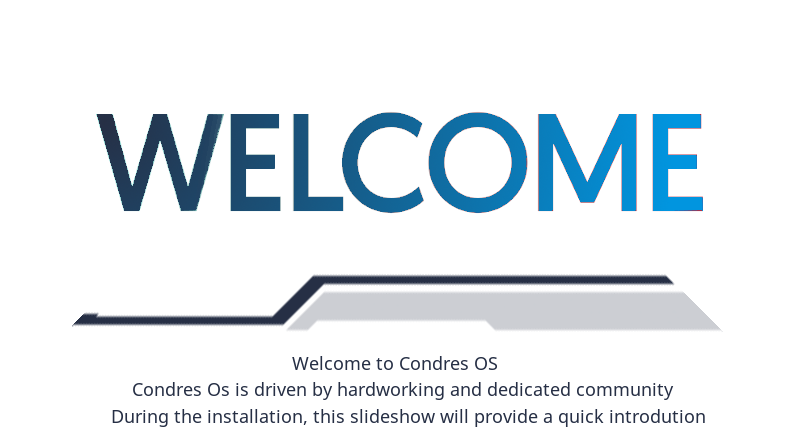 WELCOME
Welcome to Condres OS
Condres Os is driven by hardworking and dedicated community
During the installation, this slideshow will provide a quick introdution